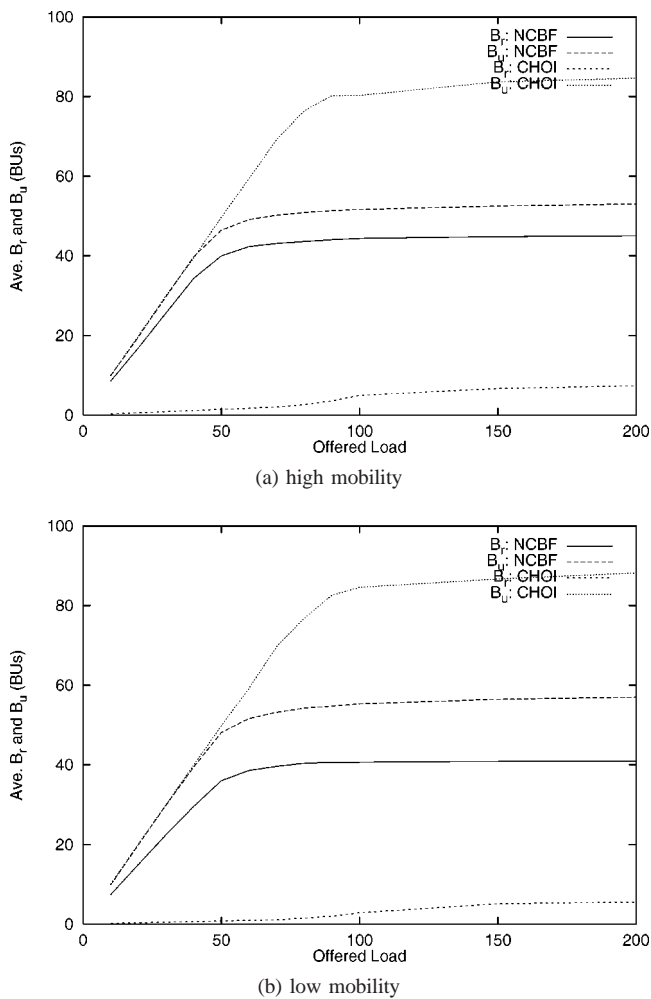 100
80
60
40
20
0
Ave. B_r and B_u (BUs)
B_r: NCBF
B_u: NCBF
B_r: CHOI
B_u: CHOI
0 50 100 150 200
Offered Load
(a) high mobility
100
80
60
40
20
0
Ave. B_r and B_u (BUs)
B_r: NCBF
B_u: NCBF
B_r: CHOI
B_u: CHOI
0 50 100 150 200
Offered Load
(b) low mobility